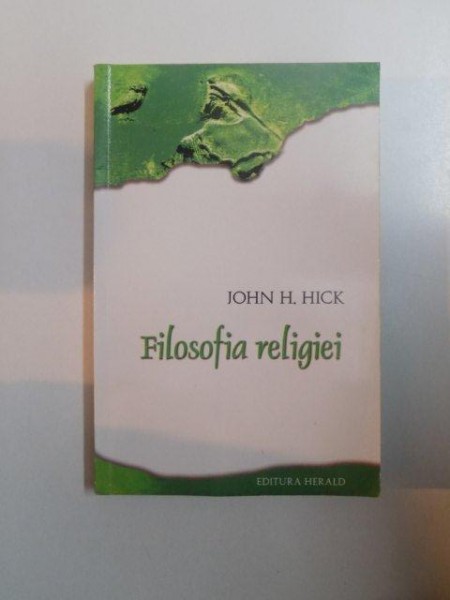 JOHN H. HICK
Filosofia religiei
EDITURA HERALD